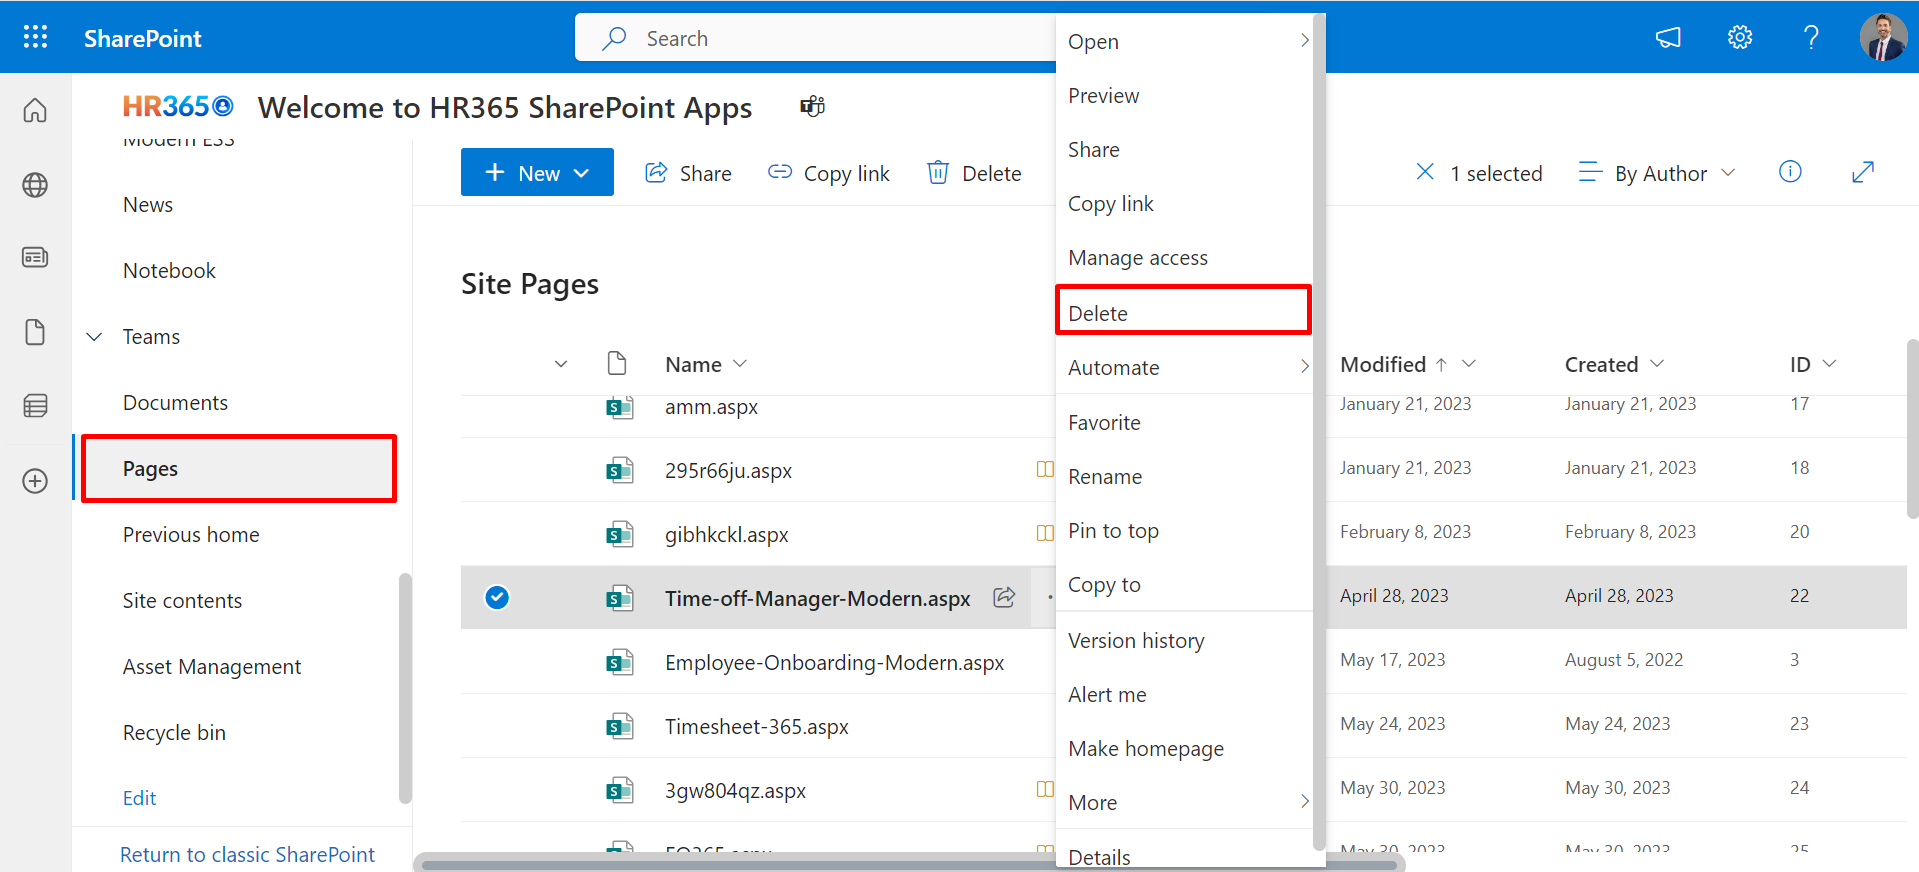 SharePoint
Search
HR365 Welcome to HR365 SharePoint Apps
Modern ESS
News
Notebook
Teams
Documents
Pages
Previous home
Site contents
Asset Management
Recycle bin
Edit
Return to classic SharePoint
New Share Copy link Delete
1 selected By Author
Site Pages
Name Modified Created ID
amm.aspx January 21, 2023 January 21, 2023 17
295r66ju.aspx January 21, 2023 January 21, 2023 18
gibhkckl.aspx February 8, 2023 February 8, 2023 20
Time-off-Manager-Modern.aspx April 28, 2023 April 28, 2023 22
Employee-Onboarding-Modern.aspx May 17, 2023 August 5, 2022 3
Timesheet-365.aspx May 24, 2023 May 24, 2023 23
3gw804qz.aspx May 30, 2023 May 30, 2023 24
May 30, 2023 May 30, 2023 25
Open
Preview
Share
Copy link
Manage access
Delete
Automate
Favorite
Rename
Pin to top
Copy to
Version history
Alert me
Make homepage
More
Details